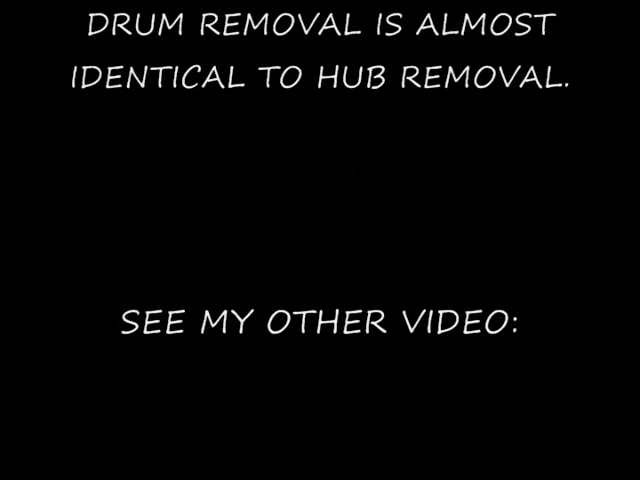 DRUM REMOVAL IS ALMOST
IDENTICAL TO HUB REMOVAL.
SEE MY OTHER VIDEO: